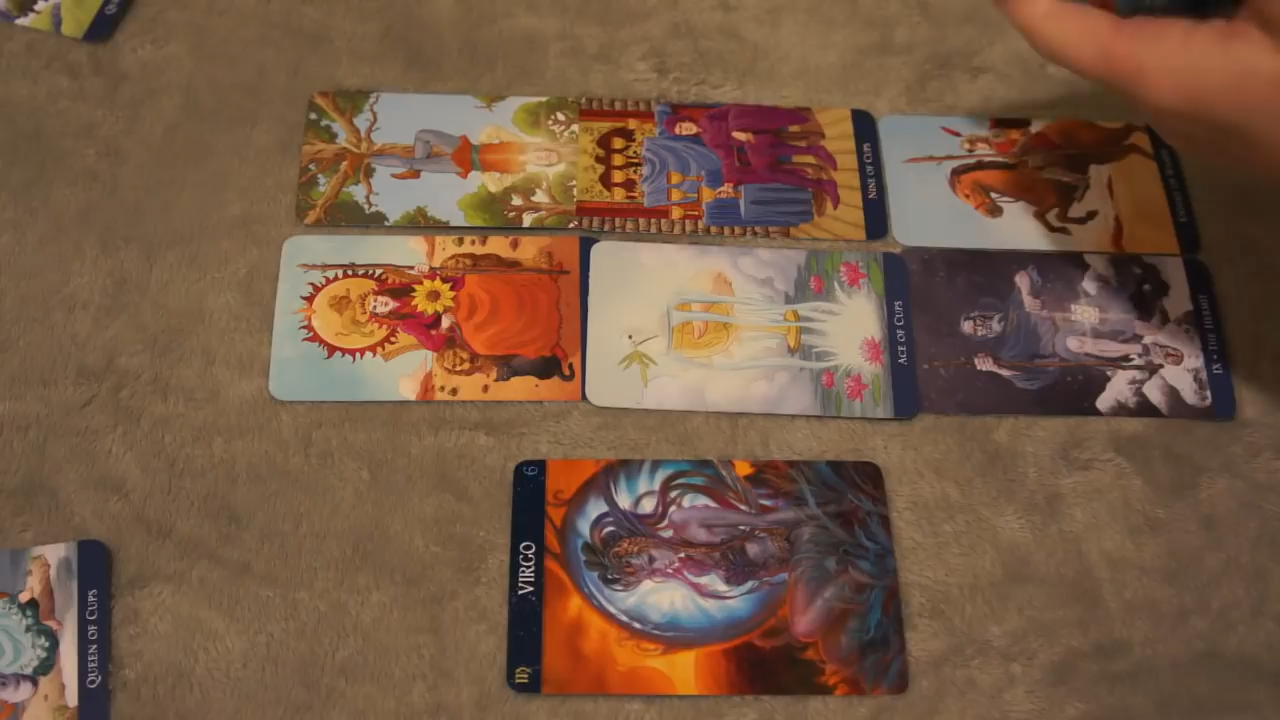 NINE OF CUPS
ACE OF CUPS
IX • THE HERMIT
6
VIRGO
QUEEN OF CUPS